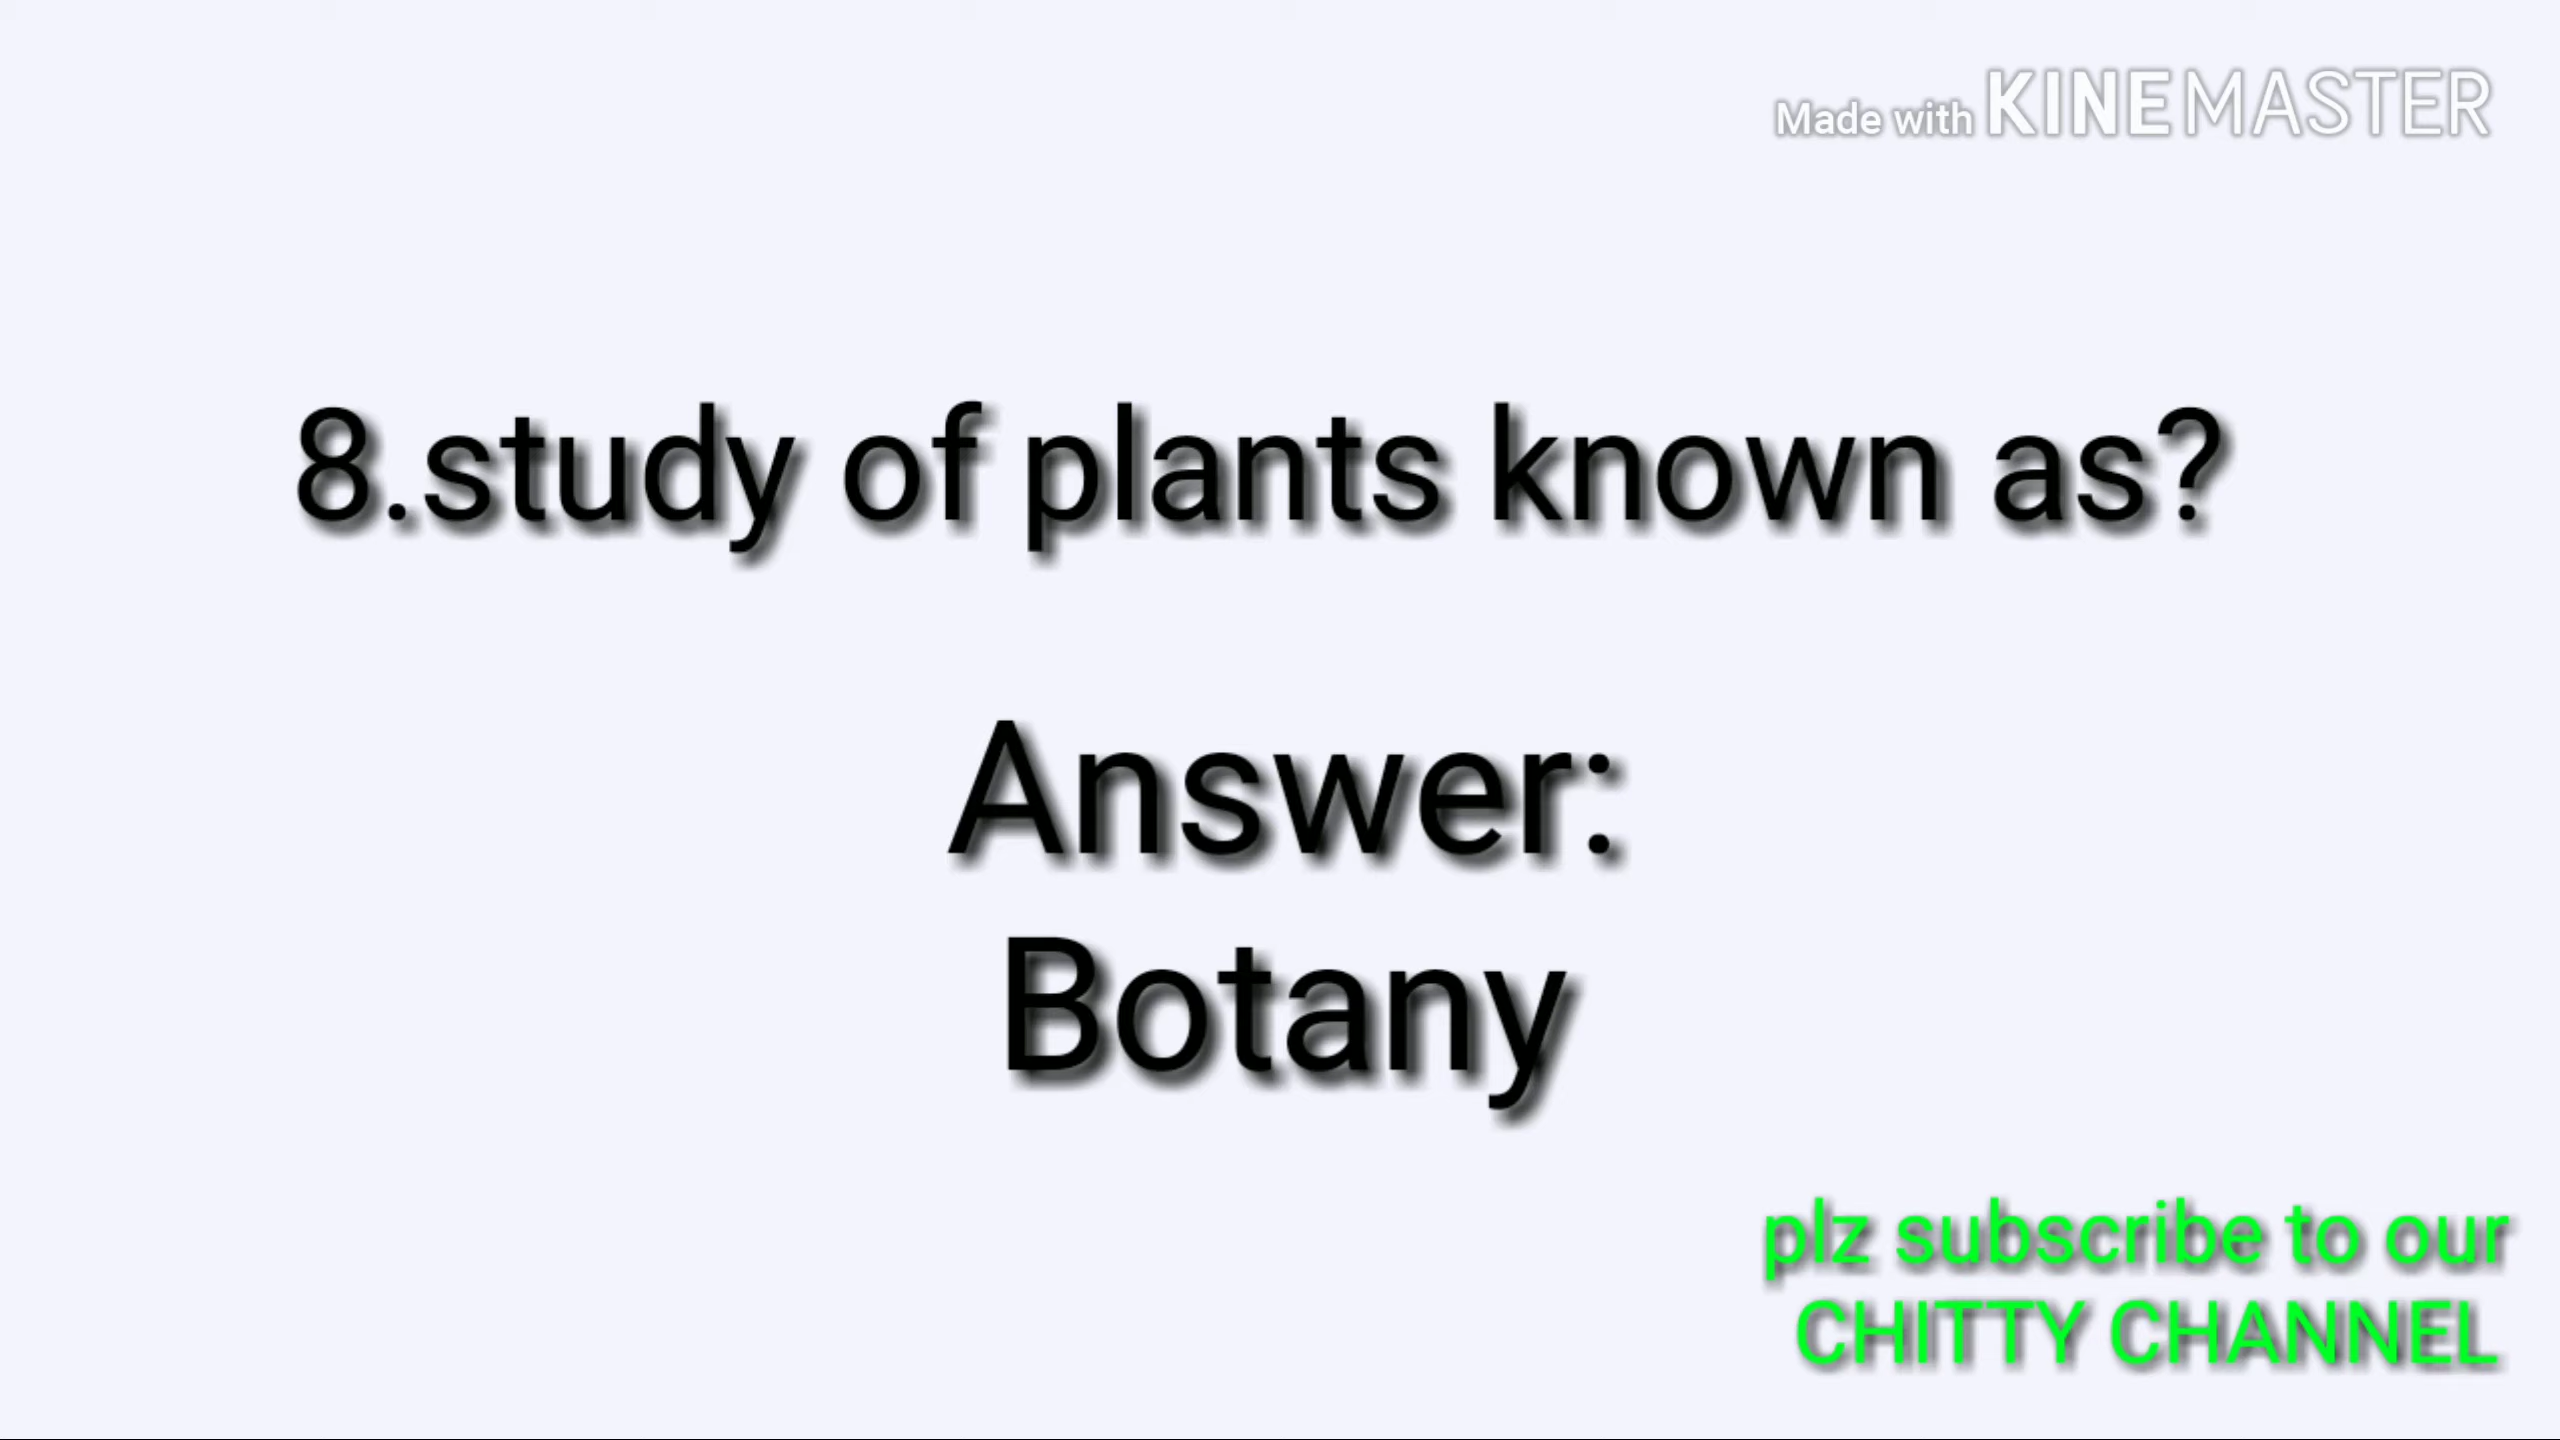 Made with KINEMASTER
8.study of plants known as?
Answer:
Botany
plz subscribe to our
CHITTY CHANNEL